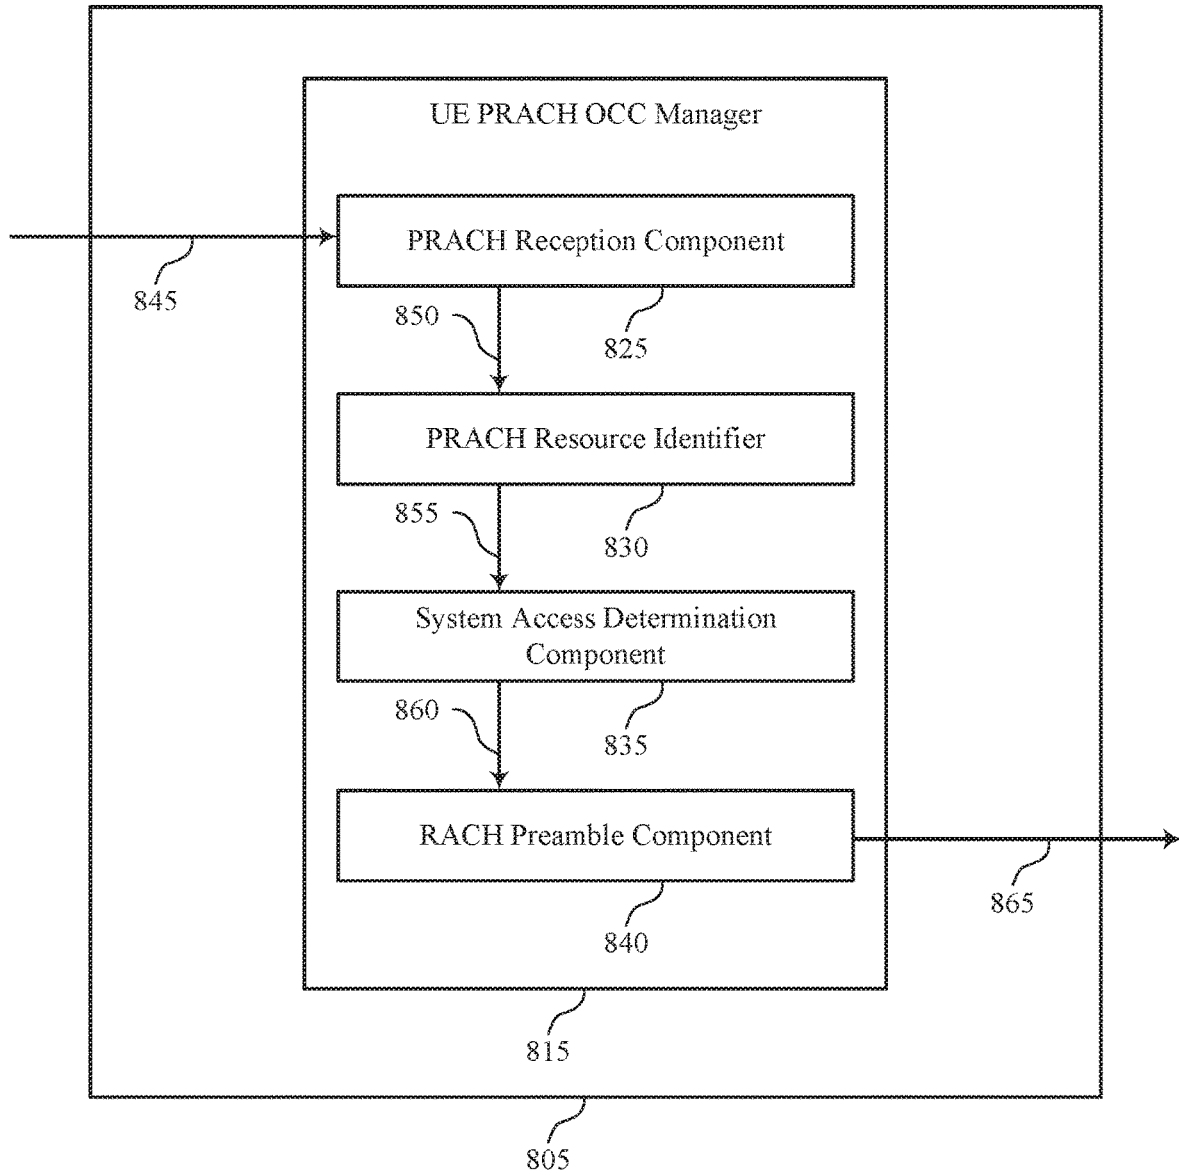 UE PRACH OCC Manager
PRACH Reception Component
845
850
825
PRACH Resource Identifier
855
830
System Access Determination
Component
860
835
RACH Preamble Component
865
840
815
805